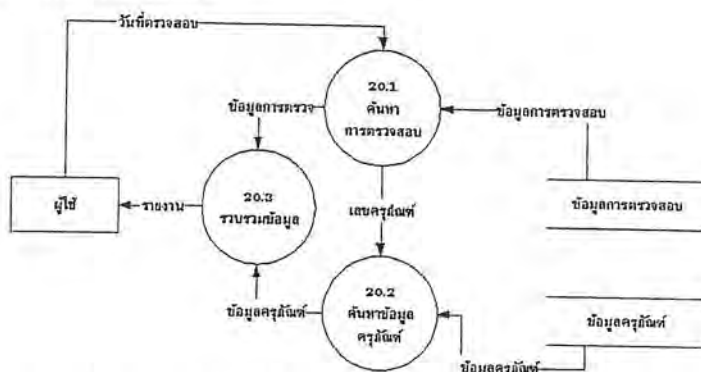 วันที่ตรวจสอบ
20.1
ค้นหา
การตรวจสอบ
ข้อมูลการตรวจ
ข้อมูลการตรวจสอบ
20.3
รวบรวมข้อมูล
ผู้ใช้
รายงาน
เลขครุภัณฑ์
ข้อมูลการตรวจสอบ
20.2
ค้นหาข้อมูล
ครุภัณฑ์
ข้อมูลครุภัณฑ์
ข้อมูลครุภัณฑ์
ข้อมูลครุภัณฑ์